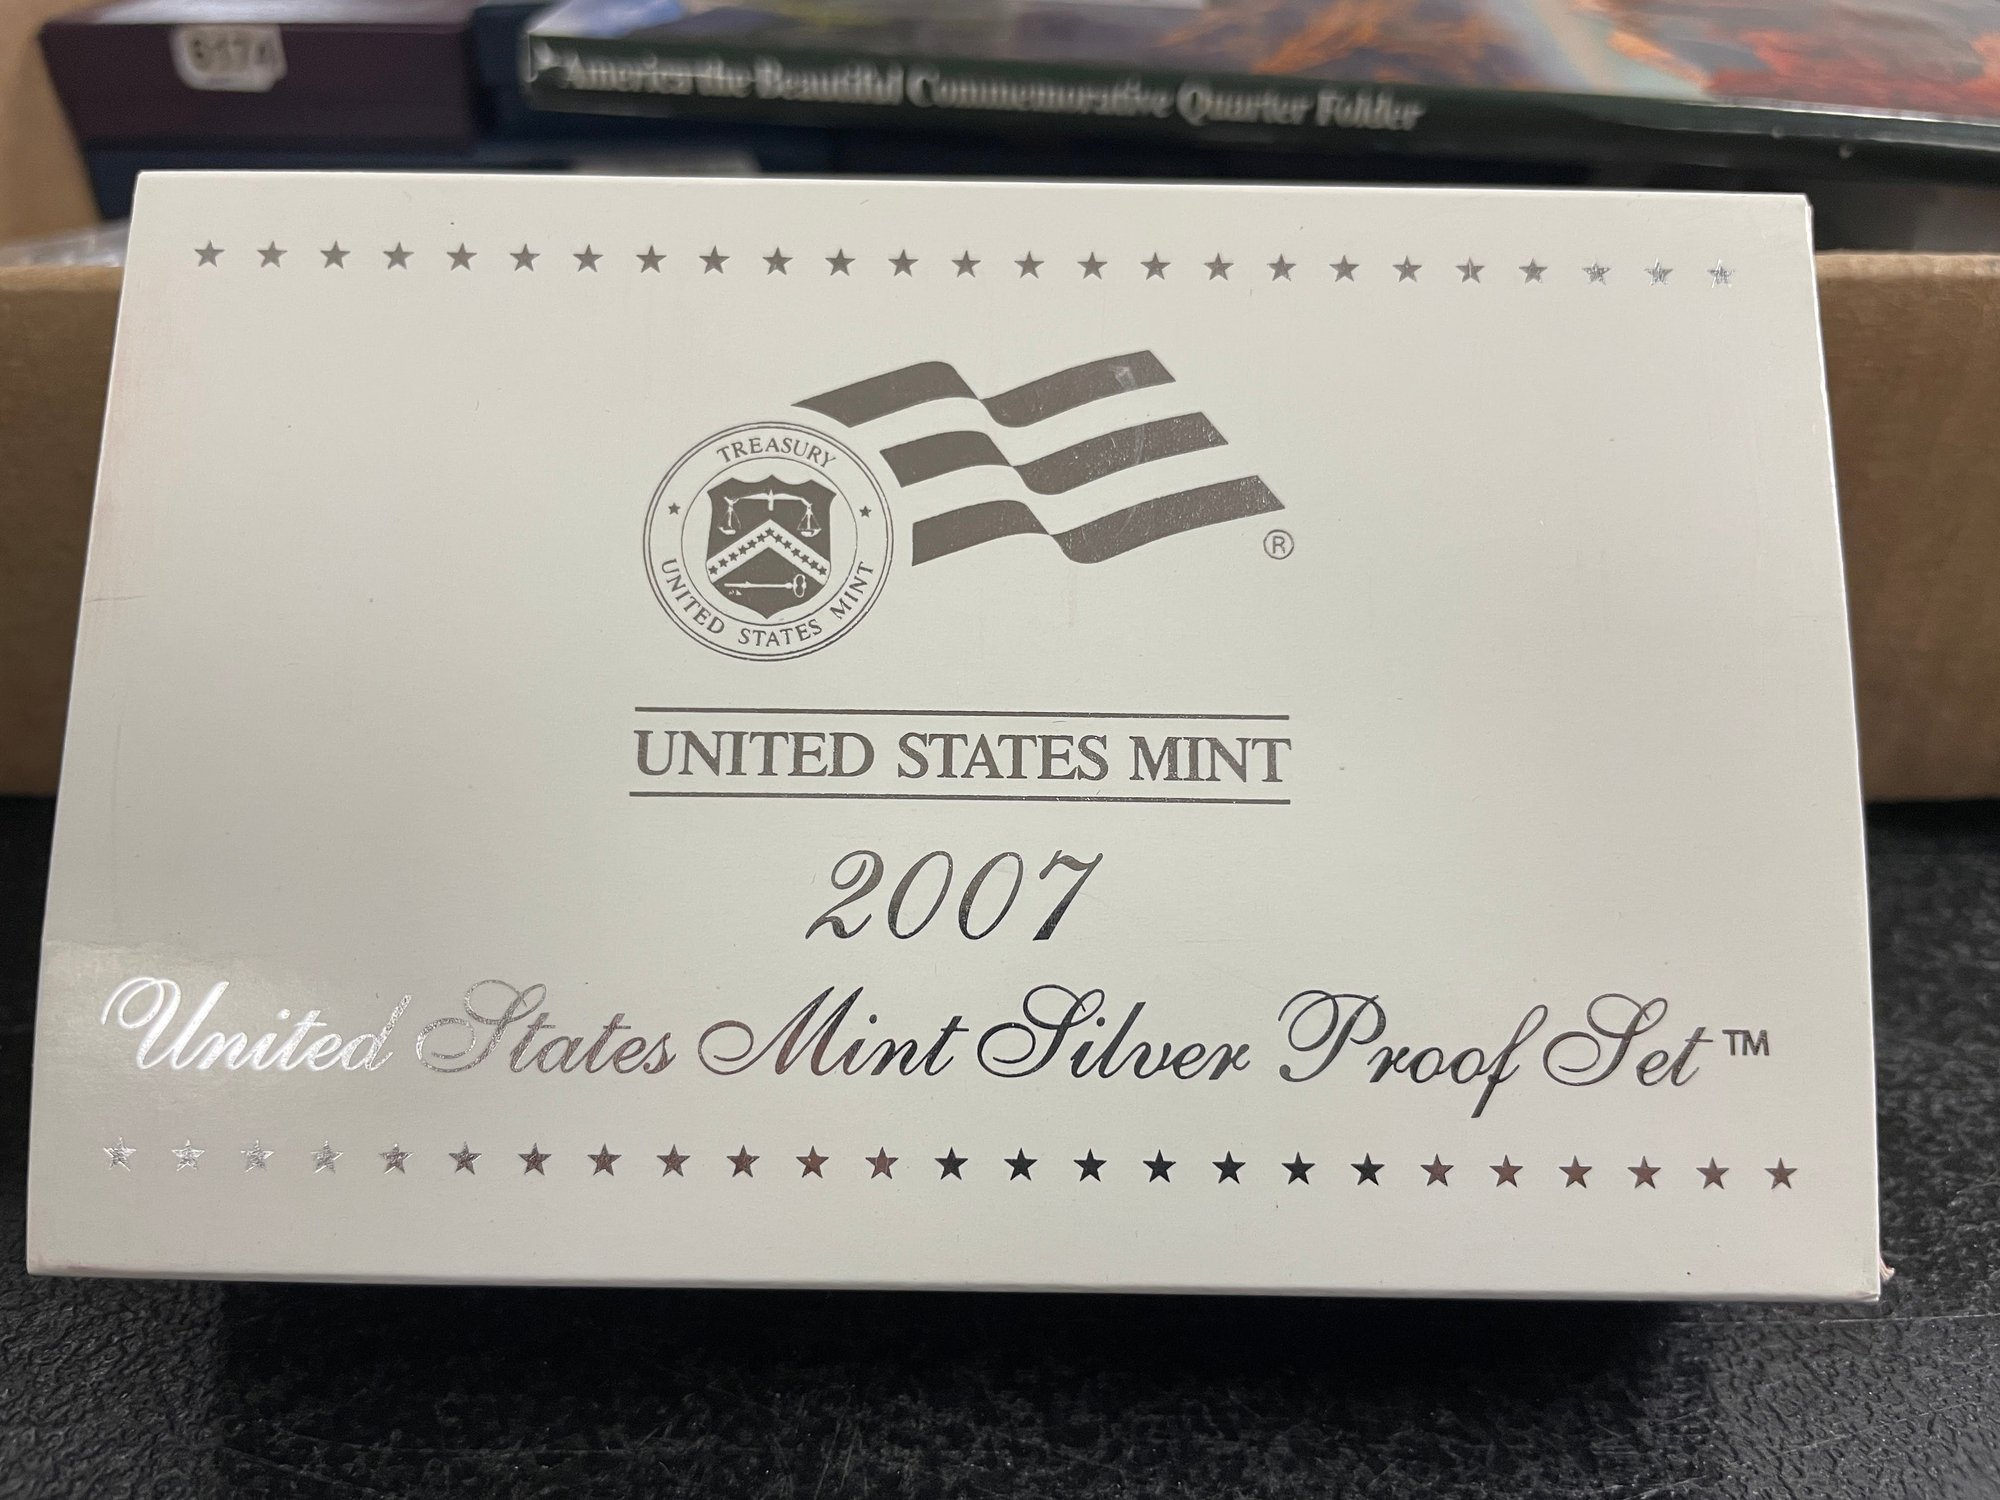 America the Beautiful Commemorative Quarter Folder
TREASURY
UNITED STATES MINT
®
UNITED STATES MINT
2007
United States Mint Silver Proof Set™